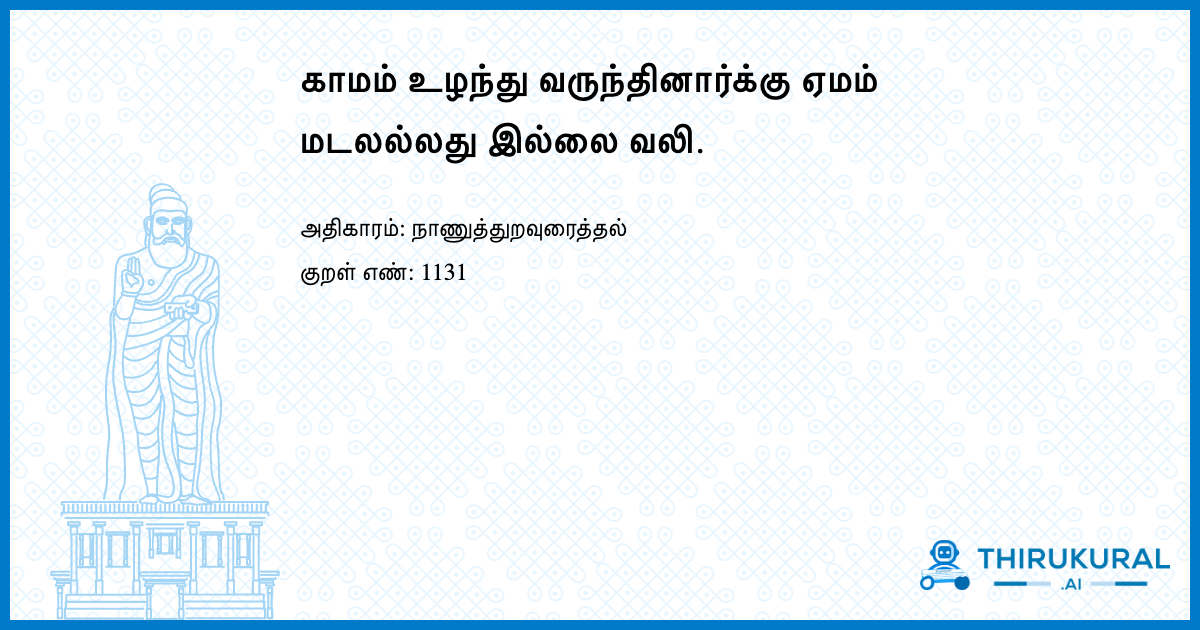 காமம் உழந்து வருந்தினார்க்கு ஏமம்
மடலல்லது இல்லை வலி.
அதிகாரம்: நாணுத்துறவுரைத்தல்
குறள் எண்: 1131
THIRUKURAL
.AI